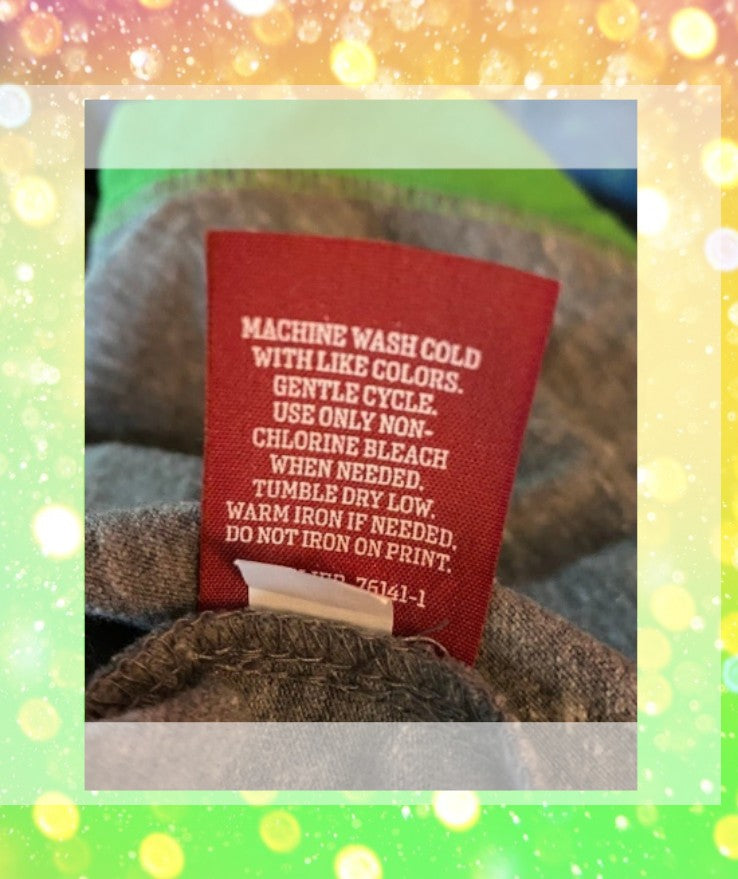 MACHINE WASH COLD
WITH LIKE COLORS.
GENTLE CYCLE.
USE ONLY NON-
CHLORINE BLEACH
WHEN NEEDED.
TUMBLE DRY LOW.
WARM IRON IF NEEDED.
DO NOT IRON ON PRINT.
76141-1